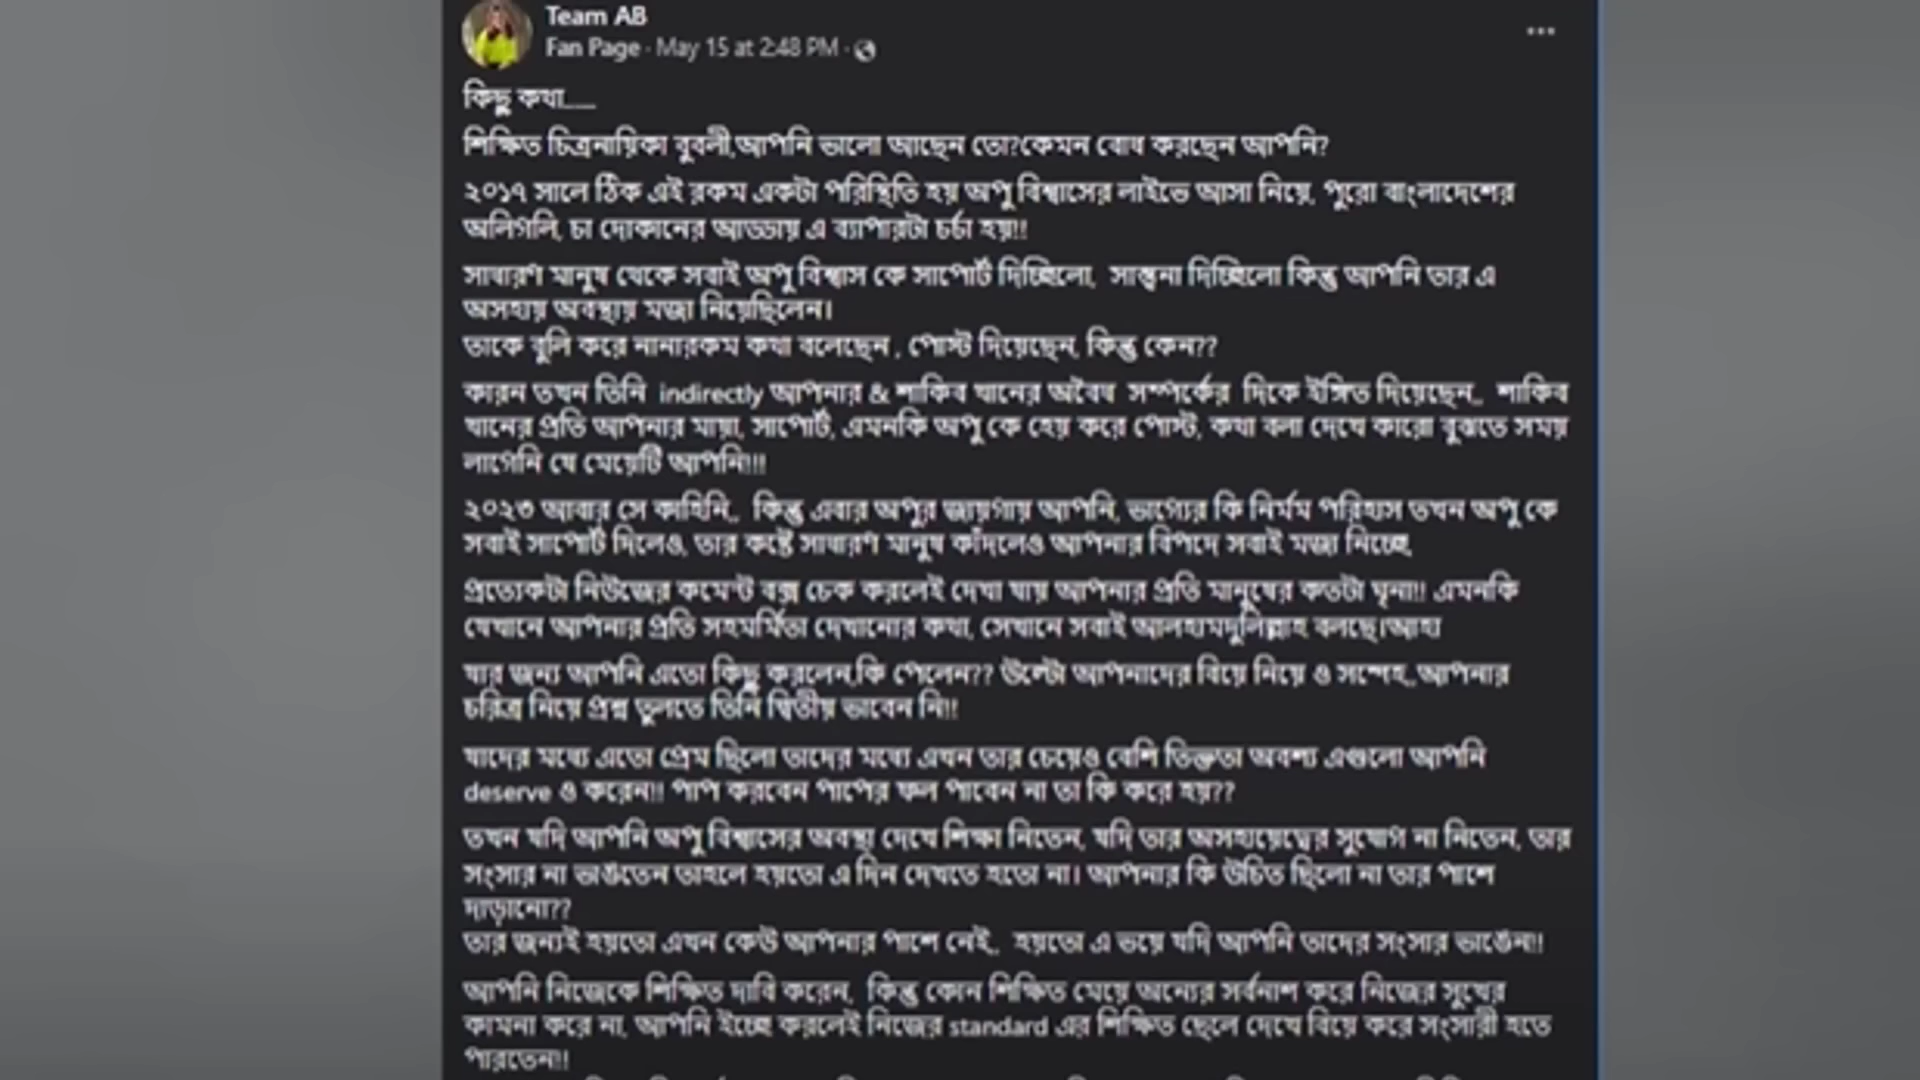 Team AB
Fan Page · May 15 at 2:48 PM ·
কিছু কথা.....
শিক্ষিত চিত্রনায়িকা বুবলী,আপনি ভালো আছেন তো?কেমন বোধ করছেন আপনি?
২০১৭ সালে ঠিক এই রকম একটা পরিস্থিতি হয় অপু বিশ্বাসের লাইভে আসা নিয়ে, পুরো বাংলাদেশের
অলিগলি, চা দোকানের আড্ডায় এ ব্যাপারটা চর্চা হয়!!
সাধারণ মানুষ থেকে সবাই অপু বিশ্বাস কে সাপোর্ট দিচ্ছিলো, সান্ত্বনা দিচ্ছিলো কিন্তু আপনি তার এ
অসহায় অবস্থায় মজা নিয়েছিলেন।
তাকে বুলি করে নানারকম কথা বলেছেন , পোস্ট দিয়েছেন, কিন্তু কেন??
কারন তখন তিনি indirectly আপনার & শাকিব খানের অবৈধ সম্পর্কের দিকে ইঙ্গিত দিয়েছেন,, শাকিব
খানের প্রতি আপনার মায়া, সাপোর্ট, এমনকি অপু কে হেয় করে পোস্ট, কথা বলা দেখে কারো বুঝতে সময়
লাগেনি যে মেয়েটি আপনি!!!
২০২৩ আবার সে কাহিনি,, কিন্তু এবার অপুর জায়গায় আপনি, ভাগ্যের কি নির্মম পরিহাস তখন অপু কে
সবাই সাপোর্ট দিলেও, তার কষ্টে সাধারণ মানুষ কাঁদলেও আপনার বিপদে সবাই মজা নিচ্ছে,
প্রত্যেকটা নিউজের কমেন্ট বক্স চেক করলেই দেখা যায় আপনার প্রতি মানুষের কতটা ঘৃনা!! এমনকি
যেখানে আপনার প্রতি সহমর্মিতা দেখানোর কথা, সেখানে সবাই আলহামদুলিল্লাহ বলছে।আহা
যার জন্য আপনি এতো কিছু করলেন,কি পেলেন?? উল্টো আপনাদের বিয়ে নিয়ে ও সন্দেহ,,আপনার
চরিত্র নিয়ে প্রশ্ন তুলতে তিনি দ্বিতীয় ভাবেন নি!!
যাদের মধ্যে এতো প্রেম ছিলো তাদের মধ্যে এখন তার চেয়েও বেশি তিক্ততা অবশ্য এগুলো আপনি
deserve ও করেন!! পাপ করবেন পাপের ফল পাবেন না তা কি করে হয়??
তখন যদি আপনি অপু বিশ্বাসের অবস্থা দেখে শিক্ষা নিতেন, যদি তার অসহায়েত্বের সুযোগ না নিতেন, তার
সংসার না ভাঙতেন তাহলে হয়তো এ দিন দেখতে হতো না। আপনার কি উচিত ছিলো না তার পাশে
দাড়ানো??
তার জন্যই হয়তো এখন কেউ আপনার পাশে নেই,, হয়তো এ ভয়ে যদি আপনি তাদের সংসার ভাঙেন!!
আপনি নিজেকে শিক্ষিত দাবি করেন, কিন্তু কোন শিক্ষিত মেয়ে অন্যের সর্বনাশ করে নিজের সুখের
কামনা করে না, আপনি ইচ্ছে করলেই নিজের standard এর শিক্ষিত ছেলে দেখে বিয়ে করে সংসারী হতে
পারতেন!!